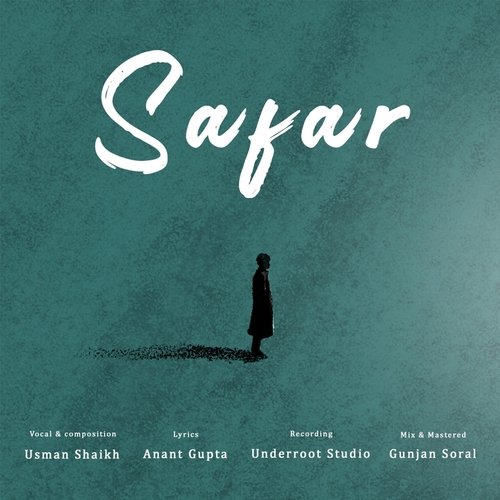 Safar
Vocal & composition
Usman Shaikh
Lyrics
Anant Gupta
Recording
Underroot Studio
Mix & Mastered
Gunjan Soral